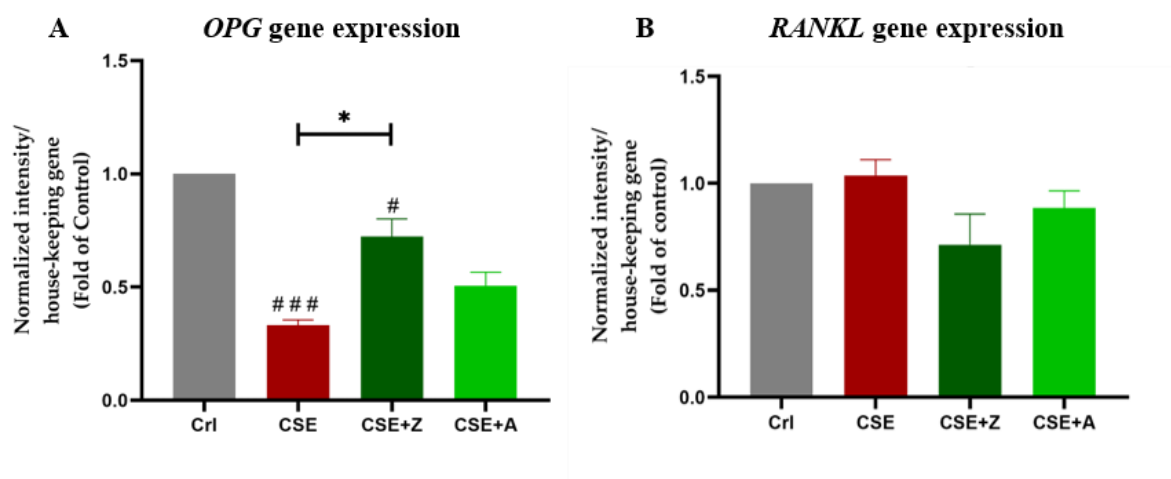 A
OPG gene expression
Normalized intensity/
house-keeping gene
(Fold of Control)
1.5
1.0
0.5
0.0
*
###
#
Crl
CSE
CSE+Z
CSE+A
B
RANKL gene expression
Normalized intensity/
house-keeping gene
(Fold of control)
1.5
1.0
0.5
0.0
Crl
CSE
CSE+Z
CSE+A